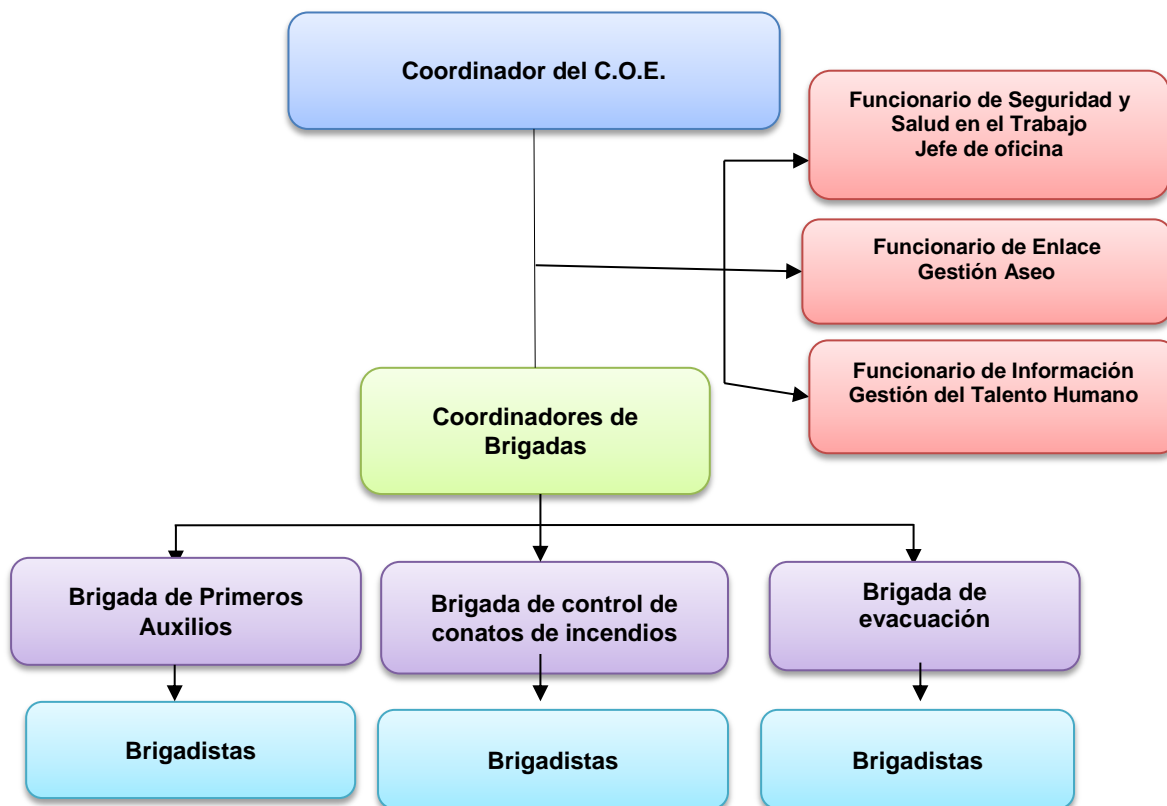 Coordinador del C.O.E.
Funcionario de Seguridad y
Salud en el Trabajo
Jefe de oficina
Funcionario de Enlace
Gestión Aseo
Funcionario de Información
Gestión del Talento Humano
Coordinadores de
Brigadas
Brigada de Primeros
Auxilios
Brigada de control de
conatos de incendios
Brigada de
evacuación
Brigadistas
Brigadistas
Brigadistas